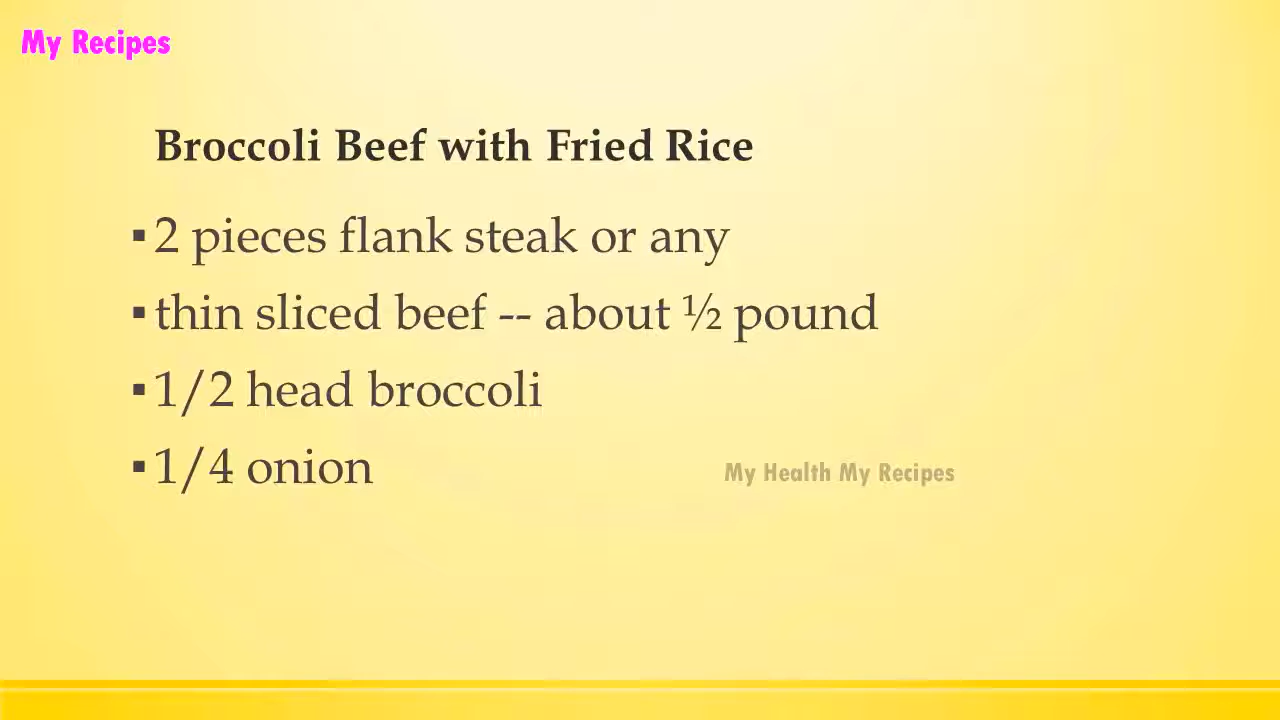 My Recipes
Broccoli Beef with Fried Rice
▪2 pieces flank steak or any
▪thin sliced beef -- about ½ pound
▪1/2 head broccoli
▪1/4 onion
My Health My Recipes